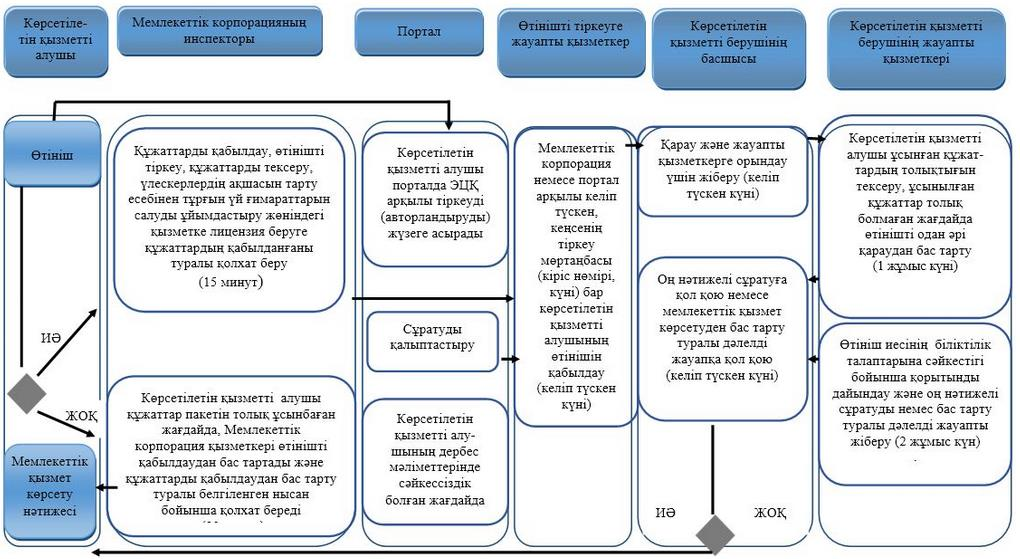 Көрсетіле-
тін қызметті
алушы
Мемлекеттік корпорацияның
инспекторы
Портал
Өтінішті тіркеуге
жауапты қызметкер
Көрсетілетін
қызметті берушінің
басшысы
Көрсетілетін қызметті
берушінің жауапты
қызметкері
Өтініш
Құжаттарды қабылдау, өтінішті
тіркеу, құжаттарды тексеру,
үлескерлердің ақшасын тарту
есебінен тұрғын үй ғимараттарын
салуды ұйымдастыру жөніндегі
қызметке лицензия беруге
құжаттардың қабылданғаны
туралы қолхат беру
(15 минут)
Көрсетілетін
қызметті алушы
порталда ЭЦҚ
арқылы тіркеуді
(авторландыруды)
жүзеге асырады
Мемлекеттік
корпорация
немесе портал
арқылы келіп
түскен,
кеңсенің
тіркеу
мөртаңбасы
(кіріс нөмірі,
күні) бар
көрсетілетін
қызметті
алушының
өтінішін
қабылдау
(келіп түскен
күні)
Қарау және жауапты
қызметкерге орындау
үшін жіберу (келіп
түскен күні)
Көрсетілетін қызметті
алушы ұсынған құжат-
тардың толықтығын
тексеру, ұсынылған
құжаттар толық
болмаған жағдайда
өтінішті одан әрі
қараудан бас тарту
(1 жұмыс күні)
Оң нәтижелі сұратуға
қол қою немесе
мемлекеттік қызмет
көрсетуден бас тарту
туралы дәлелді
жауапқа қол қою
(келіп түскен күні)
Сұратуды
қалыптастыру
ИӘ
ЖОҚ
Өтініш иесінің біліктілік
талаптарына сәйкестігі
бойынша қорытынды
дайындау және оң нәтижелі
сұратуды немес бас тарту
туралы дәлелді жауапты
жіберу (2 жұмыс күн)
.
Көрсетілетін қызметті алушы
құжаттар пакетін толық ұсынбаған
жағдайда, Мемлекеттік
корпорация қызметкері өтінішті
қабылдаудан бас тартады және
құжаттарды қабылдаудан бас тарту
туралы белгіленген нысан
бойынша қолхат береді
Көрсетілетін
қызметті алу-
шының дербес
мәліметтерінде
сәйкессіздік
болған жағдайда
Мемлекеттік
қызмет
көрсету
нәтижесі
ИӘ
ЖОҚ